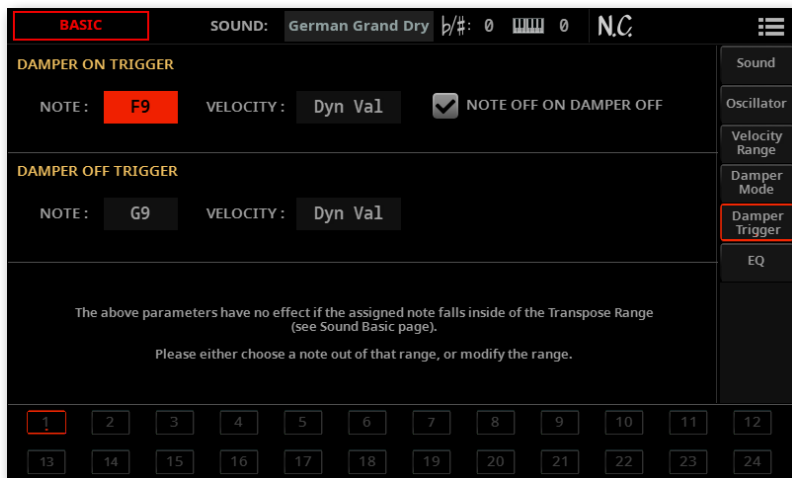 BASIC SOUND: German Grand Dry ♭/#: 0 0 N.C.
DAMPER ON TRIGGER
NOTE : F9 VELOCITY : Dyn Val NOTE OFF ON DAMPER OFF
DAMPER OFF TRIGGER
NOTE : G9 VELOCITY : Dyn Val
The above parameters have no effect if the assigned note falls inside of the Transpose Range
(see Sound Basic page).
Please either choose a note out of that range, or modify the range.
Sound
Oscillator
Velocity
Range
Damper
Mode
Damper
Trigger
EQ
1 2 3 4 5 6 7 8 9 10 11 12
13 14 15 16 17 18 19 20 21 22 23 24